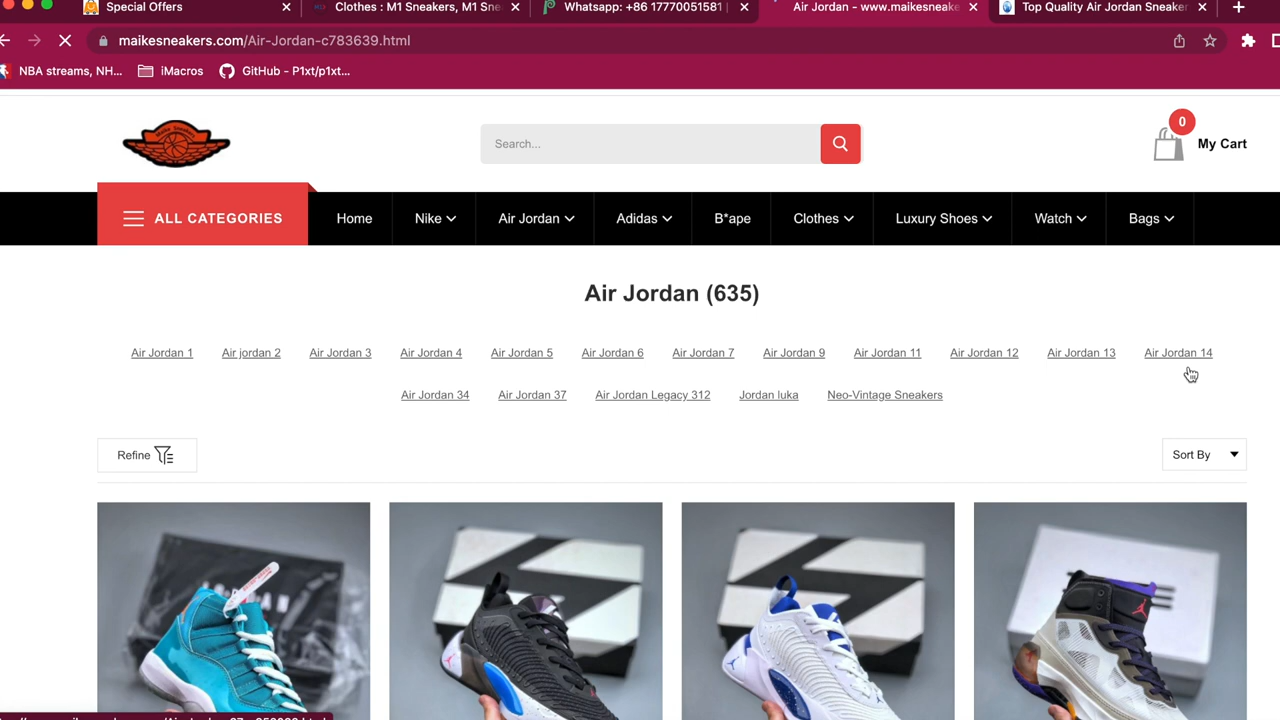 Special Offers
Clothes : M1 Sneakers, M1 Sne
Whatsapp: +86 17770051581
Air Jordan - www.maikesneake
Top Quality Air Jordan Sneaker
maikesneakers.com/Air-Jordan-c783639.html
NBA streams, NH...
iMacros
GitHub - P1xt/p1xt...
Maike Sneakers
Search...
0
My Cart
ALL CATEGORIES
Home
Nike
Air Jordan
Adidas
B*ape
Clothes
Luxury Shoes
Watch
Bags
Air Jordan (635)
Air Jordan 1
Air jordan 2
Air Jordan 3
Air Jordan 4
Air Jordan 5
Air Jordan 6
Air Jordan 7
Air Jordan 9
Air Jordan 11
Air Jordan 12
Air Jordan 13
Air Jordan 14
Air Jordan 34
Air Jordan 37
Air Jordan Legacy 312
Jordan luka
Neo-Vintage Sneakers
Refine
Sort By